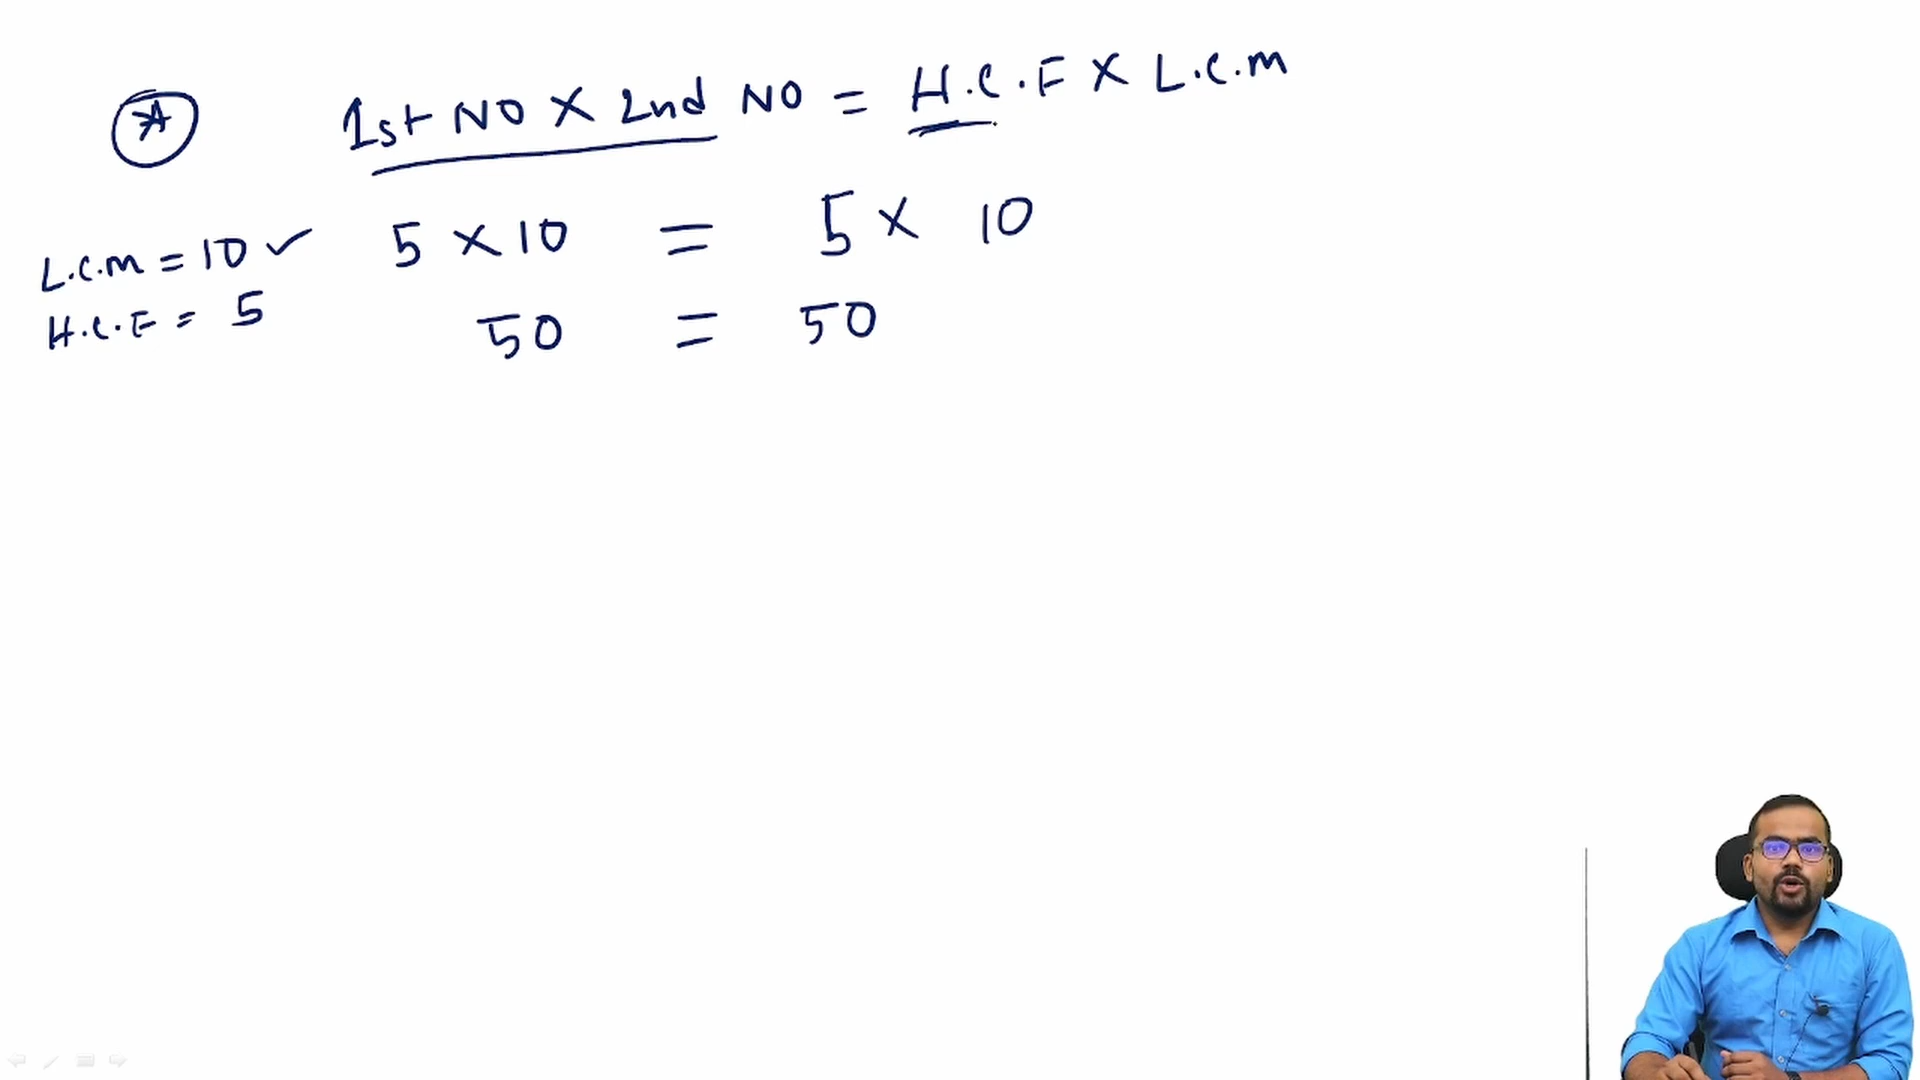 1st NO X 2nd NO = H.C.F X L.C.M
L.C.M = 10 ✓ 5 X 10 = 5 X 10
H.C.F = 5 50 = 50